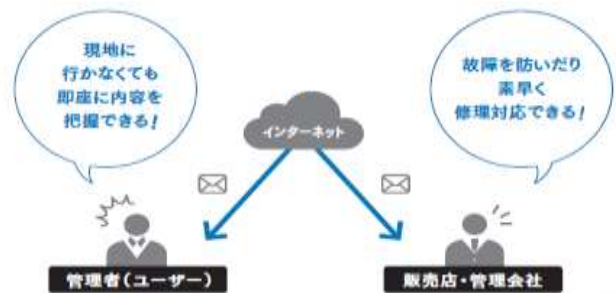 現地に
行かなくても
即座に内容を
把握できる!
故障を防いだり
素早く
修理対応できる!
インターネット
管理者(ユーザー)
販売店・管理会社